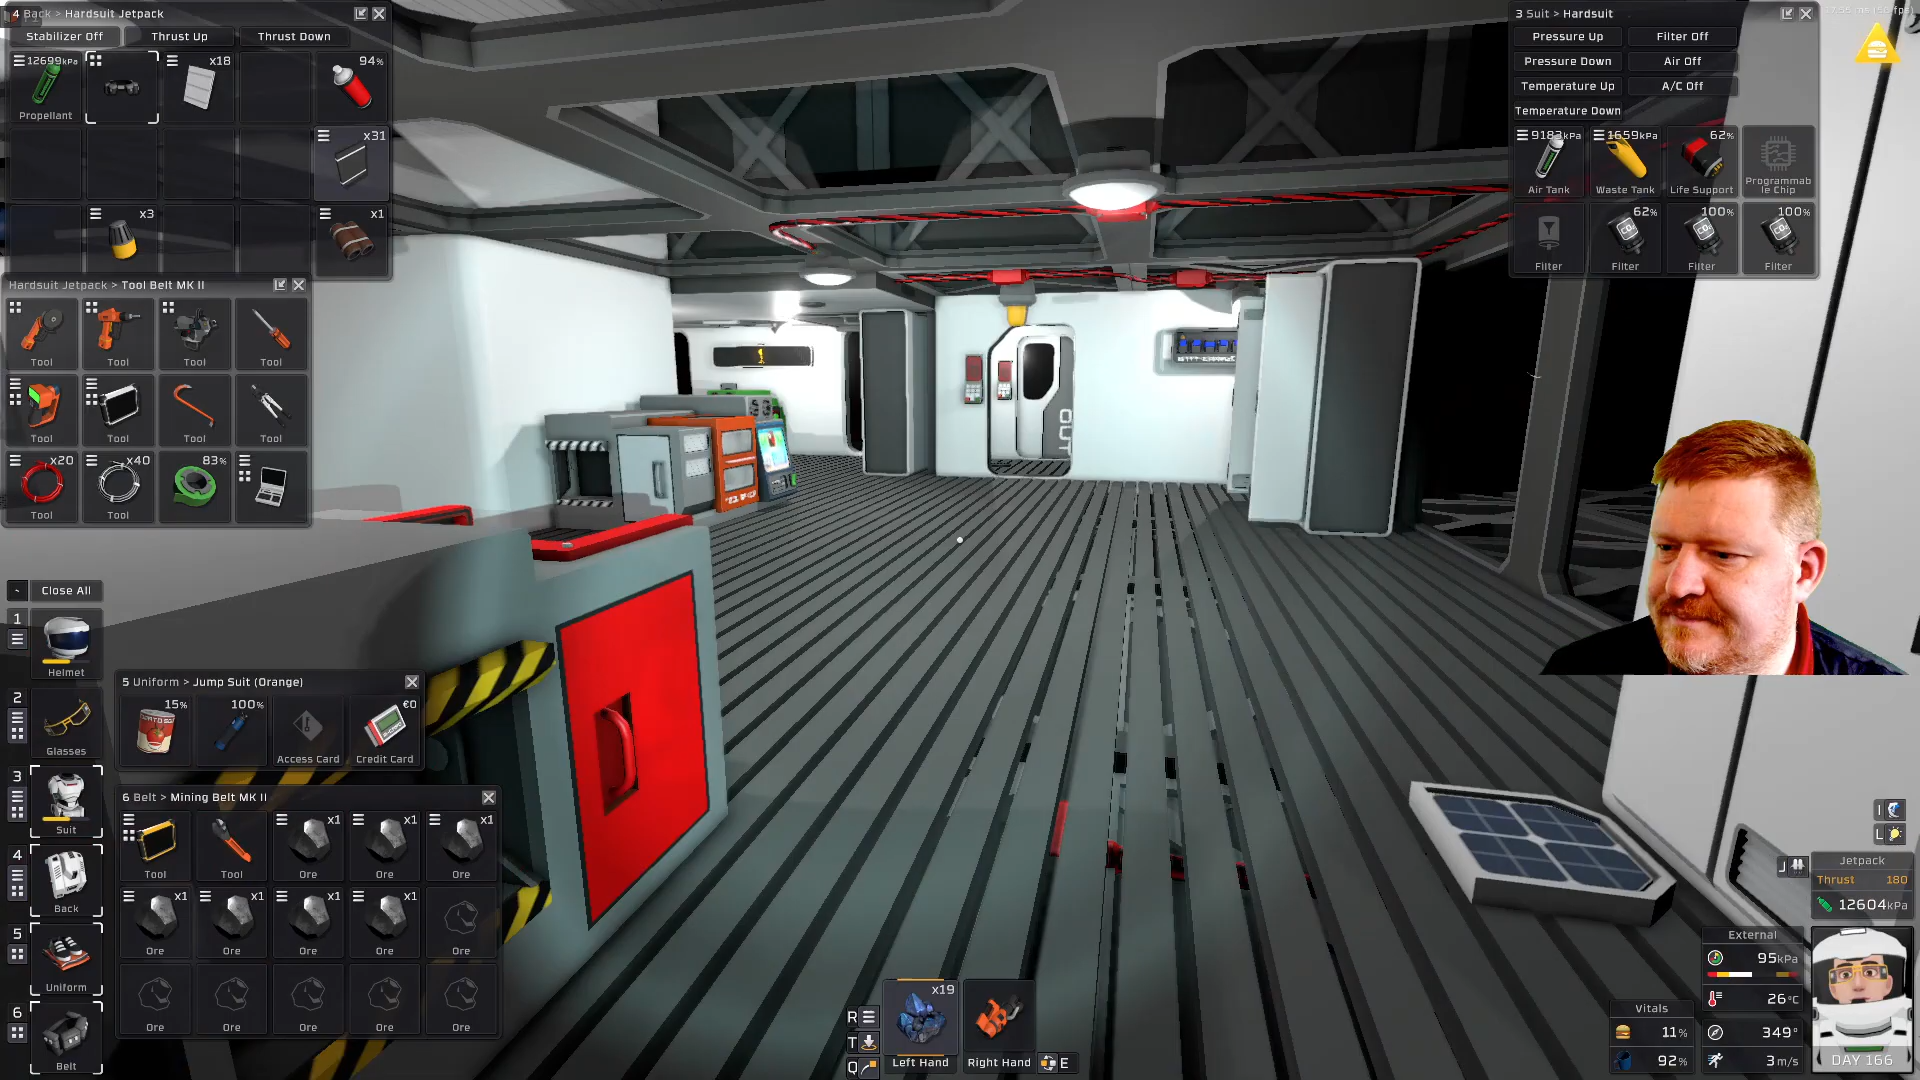 4 Back > Hardsuit Jetpack
Stabilizer Off
Thrust Up
Thrust Down
12699kPa
x18
94%
Propellant
x31
x3
x1
Hardsuit Jetpack > Tool Belt MK II
Tool
Tool
Tool
Tool
Tool
Tool
Tool
Tool
x20
x40
83%
Tool
Tool
~
Close All
1
Helmet
2
Glasses
3
Suit
4
Back
5
Uniform
6
Belt
5 Uniform > Jump Suit (Orange)
15%
100%
€0
Access Card
Credit Card
6 Belt > Mining Belt MK II
x1
x1
x1
Tool
Tool
Ore
Ore
Ore
x1
x1
x1
x1
Ore
Ore
Ore
Ore
Ore
Ore
Ore
Ore
Ore
Ore
OUT
R
T
Q
x19
Left Hand
Right Hand
E
3 Suit > Hardsuit
Pressure Up
Filter Off
Pressure Down
Air Off
Temperature Up
A/C Off
Temperature Down
9183kPa
1659kPa
62%
Air Tank
Waste Tank
Life Support
Programmab
le Chip
62%
100%
100%
Filter
Filter
Filter
Filter
I
L
J
Jetpack
Thrust 180
12604kPa
External
95kPa
26°C
349°
3m/s
Vitals
11%
92%
DAY 166